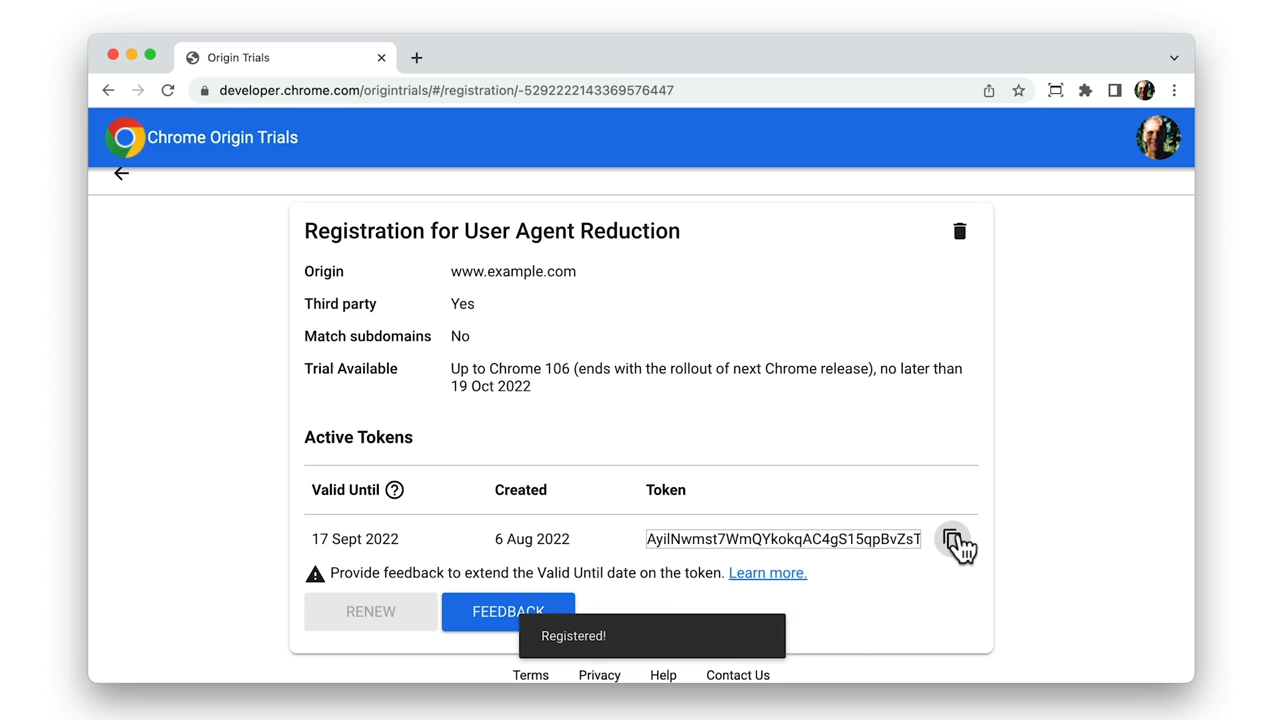 Origin Trials
developer.chrome.com/origintrials/#/registration/-5292222143369576447
Chrome Origin Trials
Registration for User Agent Reduction
Origin www.example.com
Third party Yes
Match subdomains No
Trial Available Up to Chrome 106 (ends with the rollout of next Chrome release), no later than
19 Oct 2022
Active Tokens
Valid Until ? Created Token
17 Sept 2022 6 Aug 2022 AyilNwmst7WmQYkokqAC4gS15qpBvZsT
Provide feedback to extend the Valid Until date on the token. Learn more.
RENEW FEEDBACK
Registered!
Terms Privacy Help Contact Us